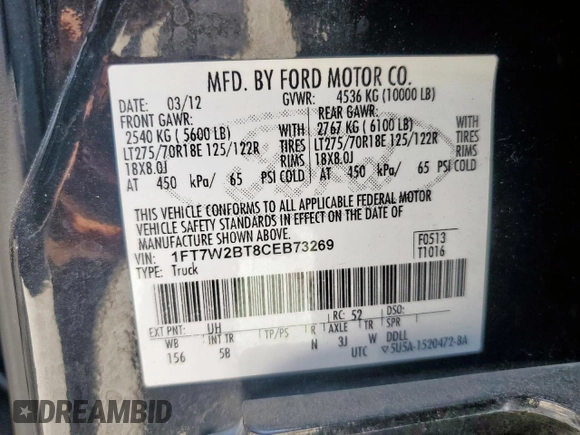 MFD. BY FORD MOTOR CO.
DATE: 03/12 GVWR: 4536 KG (10000 LB)
FRONT GAWR: REAR GAWR:
2540 KG ( 5600 LB) WITH 2767 KG ( 6100 LB) WITH
LT275/70R18E 125/122R TIRES LT275/70R18E 125/122R TIRES
18X8.0J RIMS 18X8.0J RIMS
AT 450 kPa/ 65 PSI COLD AT 450 kPa/ 65 PSI COLD
THIS VEHICLE CONFORMS TO ALL APPLICABLE FEDERAL MOTOR
VEHICLE SAFETY STANDARDS IN EFFECT ON THE DATE OF
MANUFACTURE SHOWN ABOVE.
VIN: 1FT7W2BT8CEB73269 F0513
TYPE: Truck T1016
EXT PNT: UH RC: 52 DSO:
WB INT TR TP/PS R AXLE TR SPR
156 5B N 3J W DDLL
UTC ▽5U5A-1520472-BA
DREAMBID